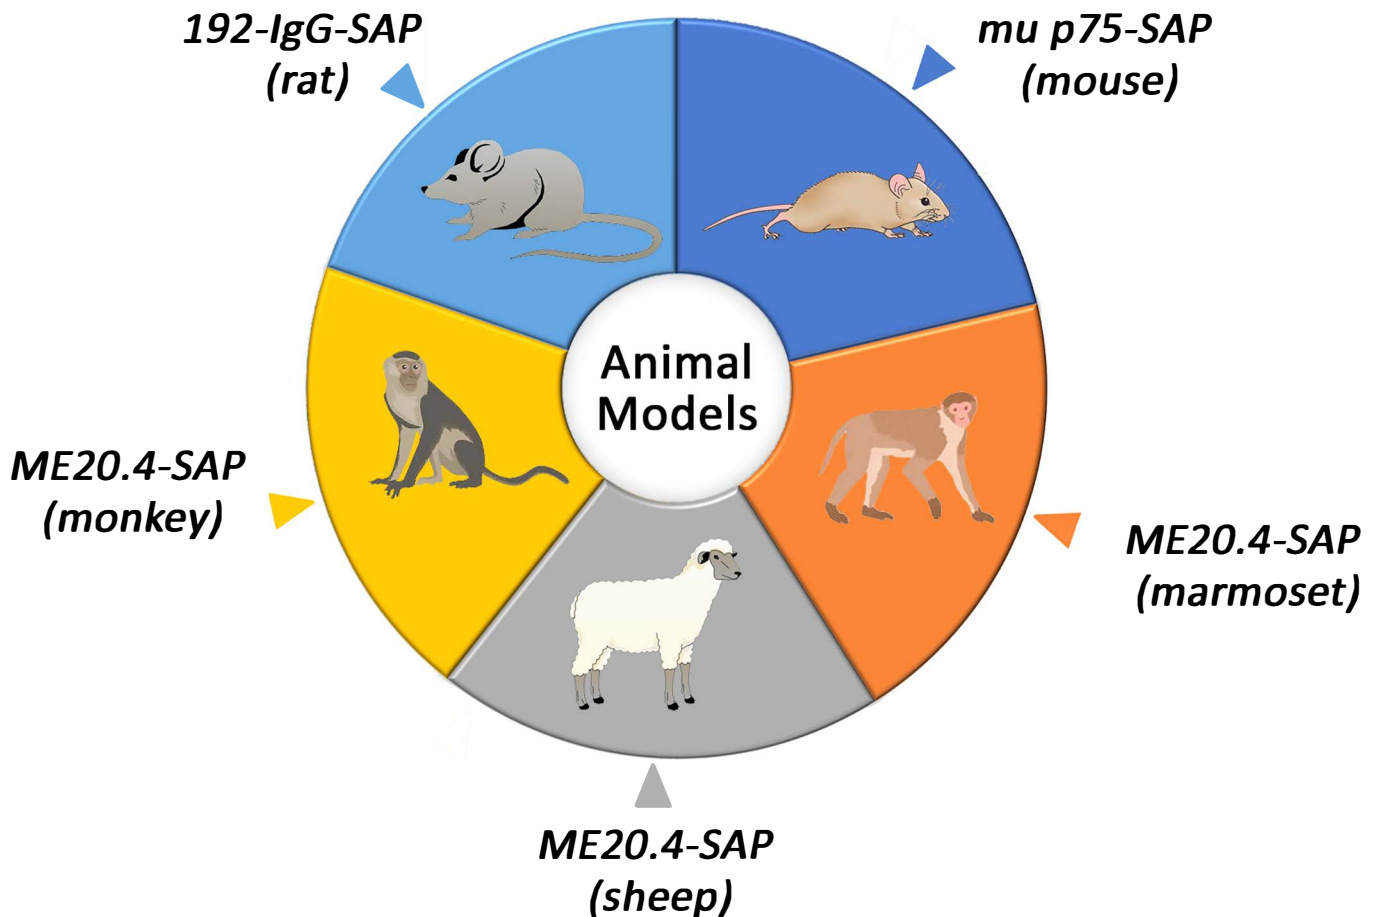 192-IgG-SAP
(rat)
mu p75-SAP
(mouse)
Animal
Models
ME20.4-SAP
(monkey)
ME20.4-SAP
(marmoset)
ME20.4-SAP
(sheep)